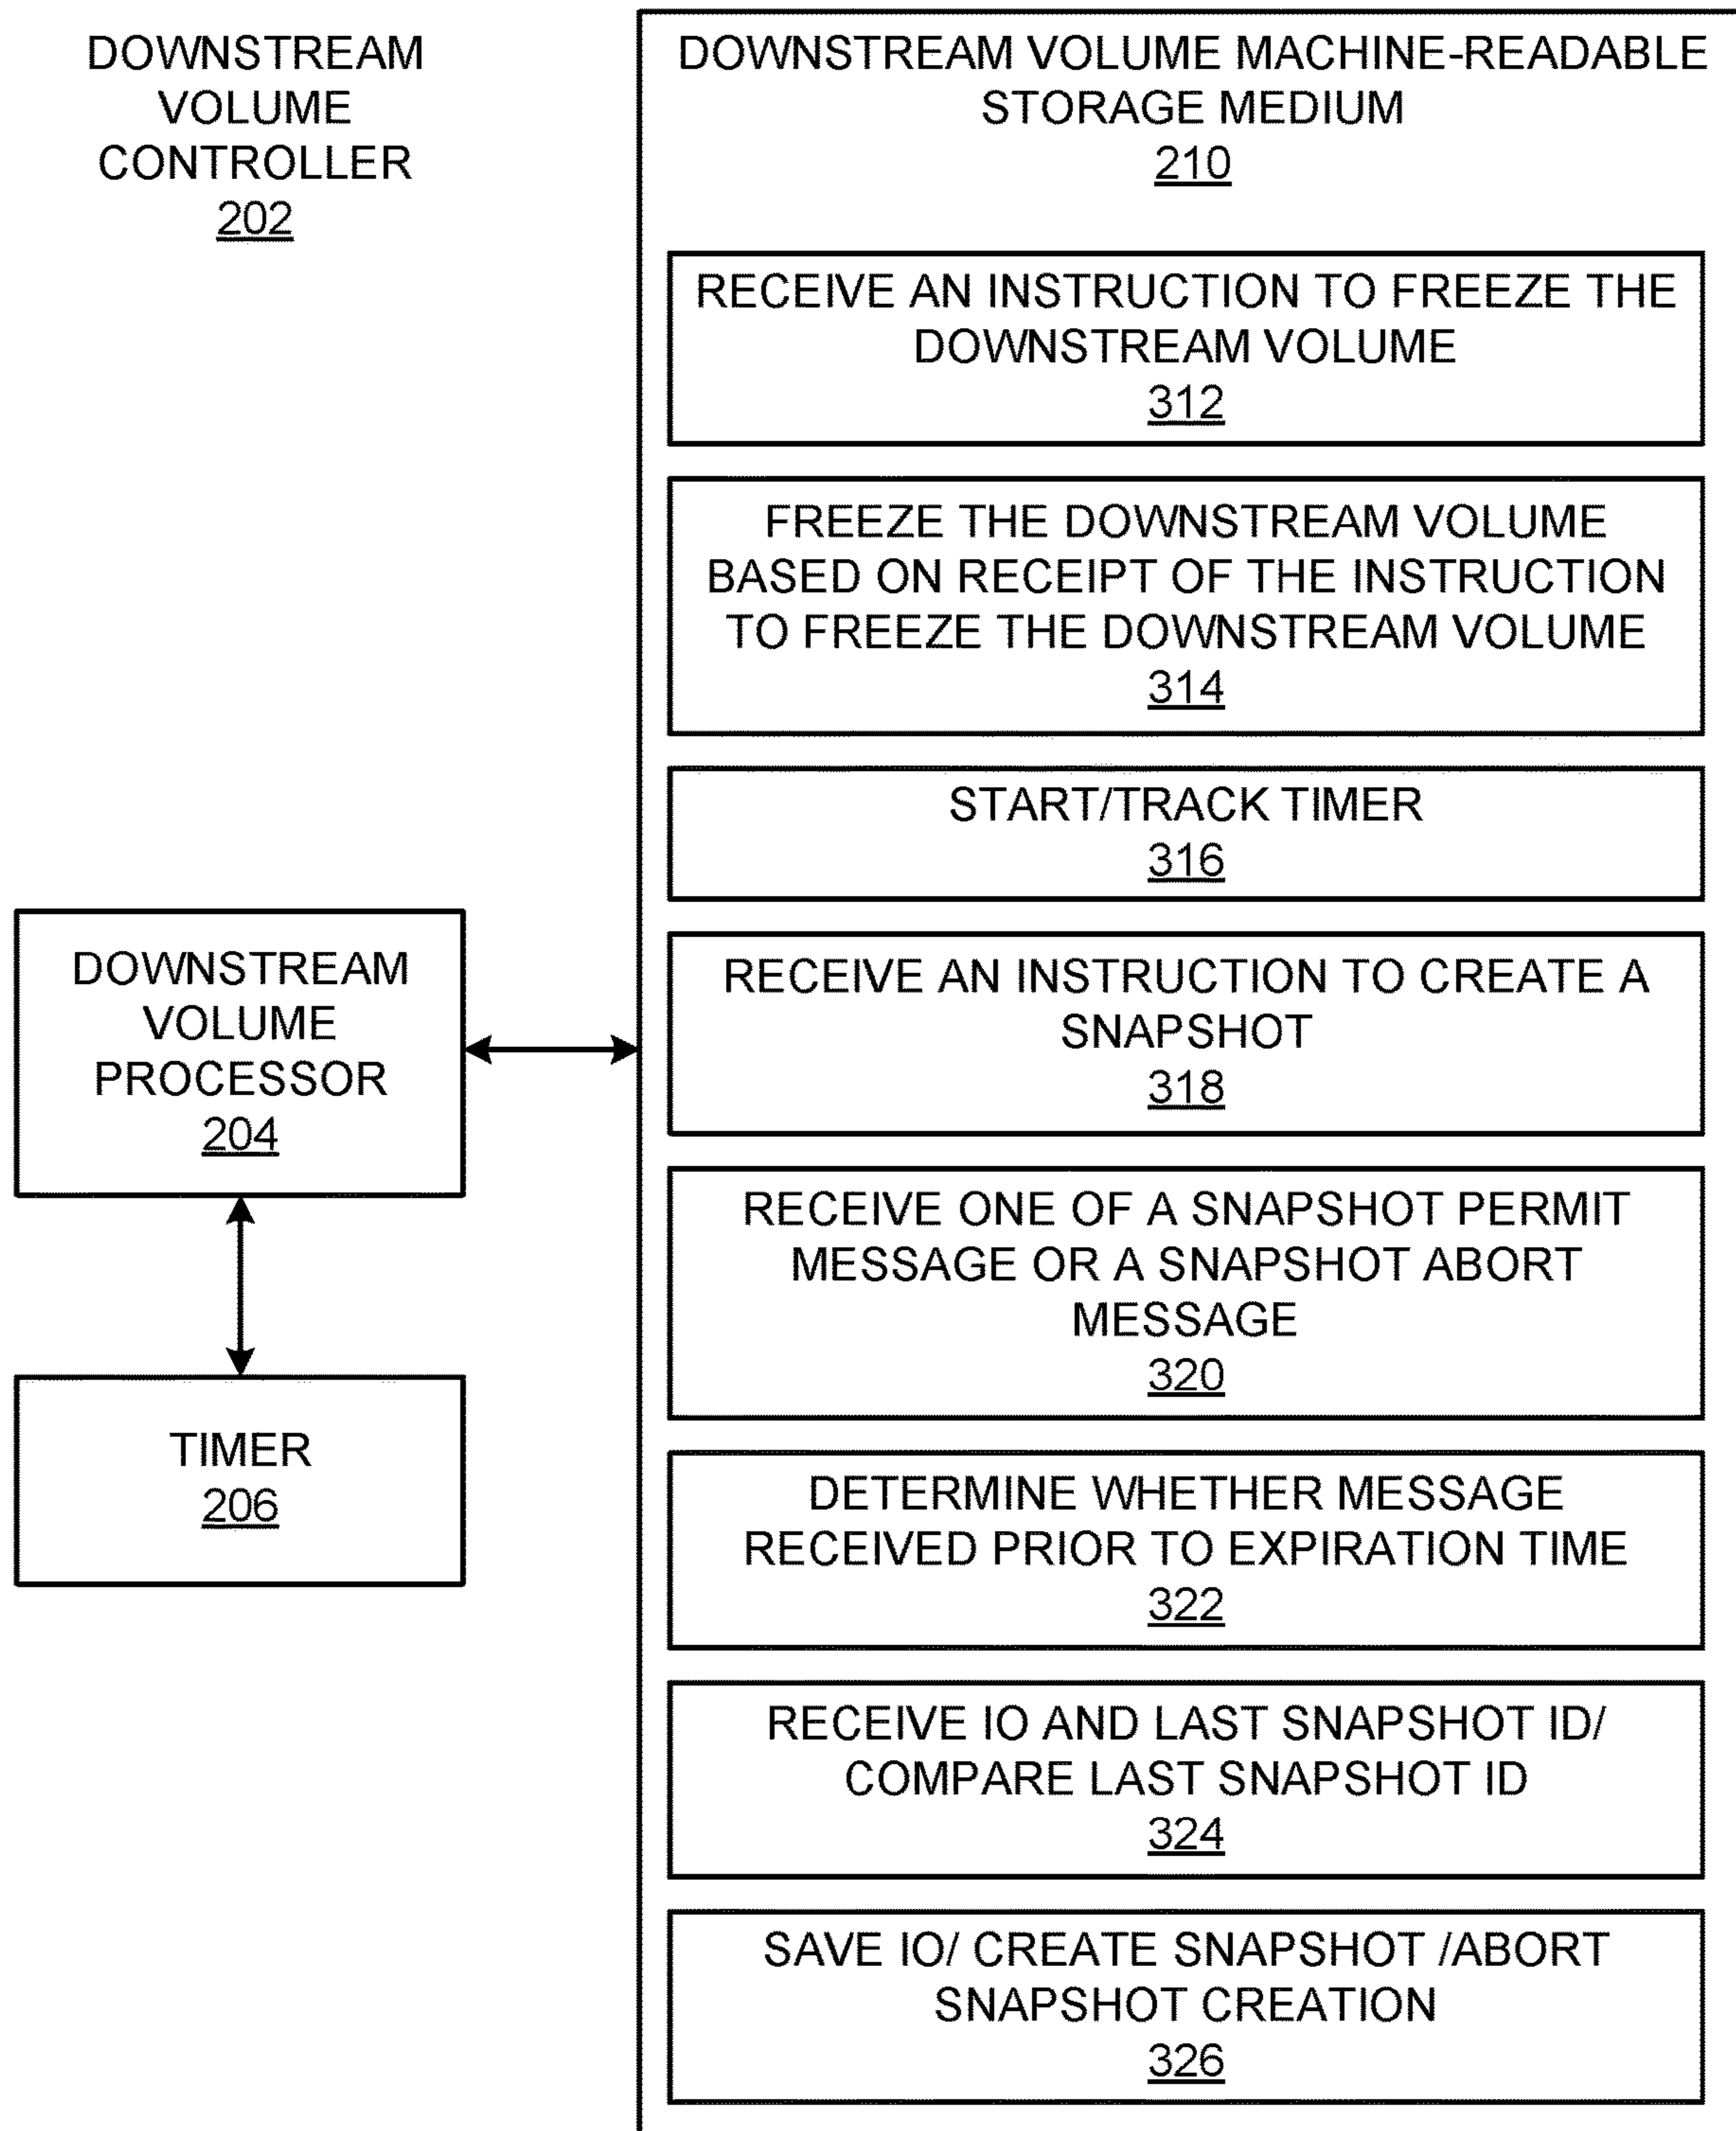 DOWNSTREAM
VOLUME
CONTROLLER
202
DOWNSTREAM VOLUME MACHINE-READABLE
STORAGE MEDIUM
210
RECEIVE AN INSTRUCTION TO FREEZE THE
DOWNSTREAM VOLUME
312
FREEZE THE DOWNSTREAM VOLUME
BASED ON RECEIPT OF THE INSTRUCTION
TO FREEZE THE DOWNSTREAM VOLUME
314
START/TRACK TIMER
316
DOWNSTREAM
VOLUME
PROCESSOR
204
TIMER
206
RECEIVE AN INSTRUCTION TO CREATE A
SNAPSHOT
318
RECEIVE ONE OF A SNAPSHOT PERMIT
MESSAGE OR A SNAPSHOT ABORT
MESSAGE
320
DETERMINE WHETHER MESSAGE
RECEIVED PRIOR TO EXPIRATION TIME
322
RECEIVE IO AND LAST SNAPSHOT ID/
COMPARE LAST SNAPSHOT ID
324
SAVE IO/ CREATE SNAPSHOT /ABORT
SNAPSHOT CREATION
326